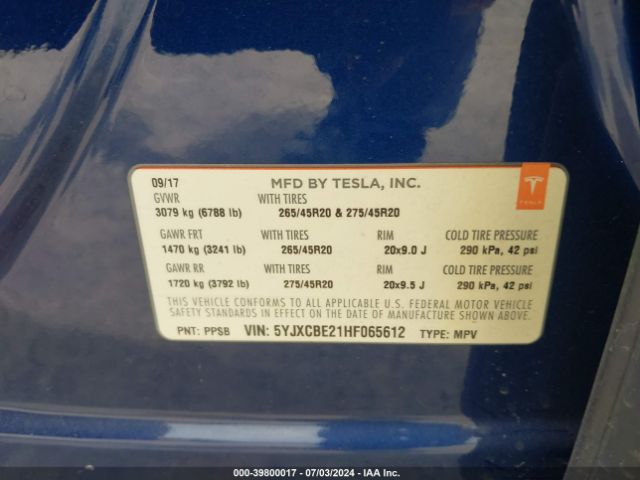 09/17 MFD BY TESLA, INC.
GVWR WITH TIRES
3079 kg (6788 lb) 265/45R20 & 275/45R20
TESLA
GAWR FRT WITH TIRES RIM COLD TIRE PRESSURE
1470 kg (3241 lb) 265/45R20 20x9.0 J 290 kPa, 42 psi
GAWR RR WITH TIRES RIM COLD TIRE PRESSURE
1720 kg (3792 lb) 275/45R20 20x9.5 J 290 kPa, 42 psi
THIS VEHICLE CONFORMS TO ALL APPLICABLE U.S. FEDERAL MOTOR VEHICLE
SAFETY STANDARDS IN EFFECT ON THE DATE OF MANUFACTURE SHOWN ABOVE.
PNT: PPSB VIN: 5YJXCBE21HF065612 TYPE: MPV
000-39800017 - 07/03/2024 - IAA Inc.